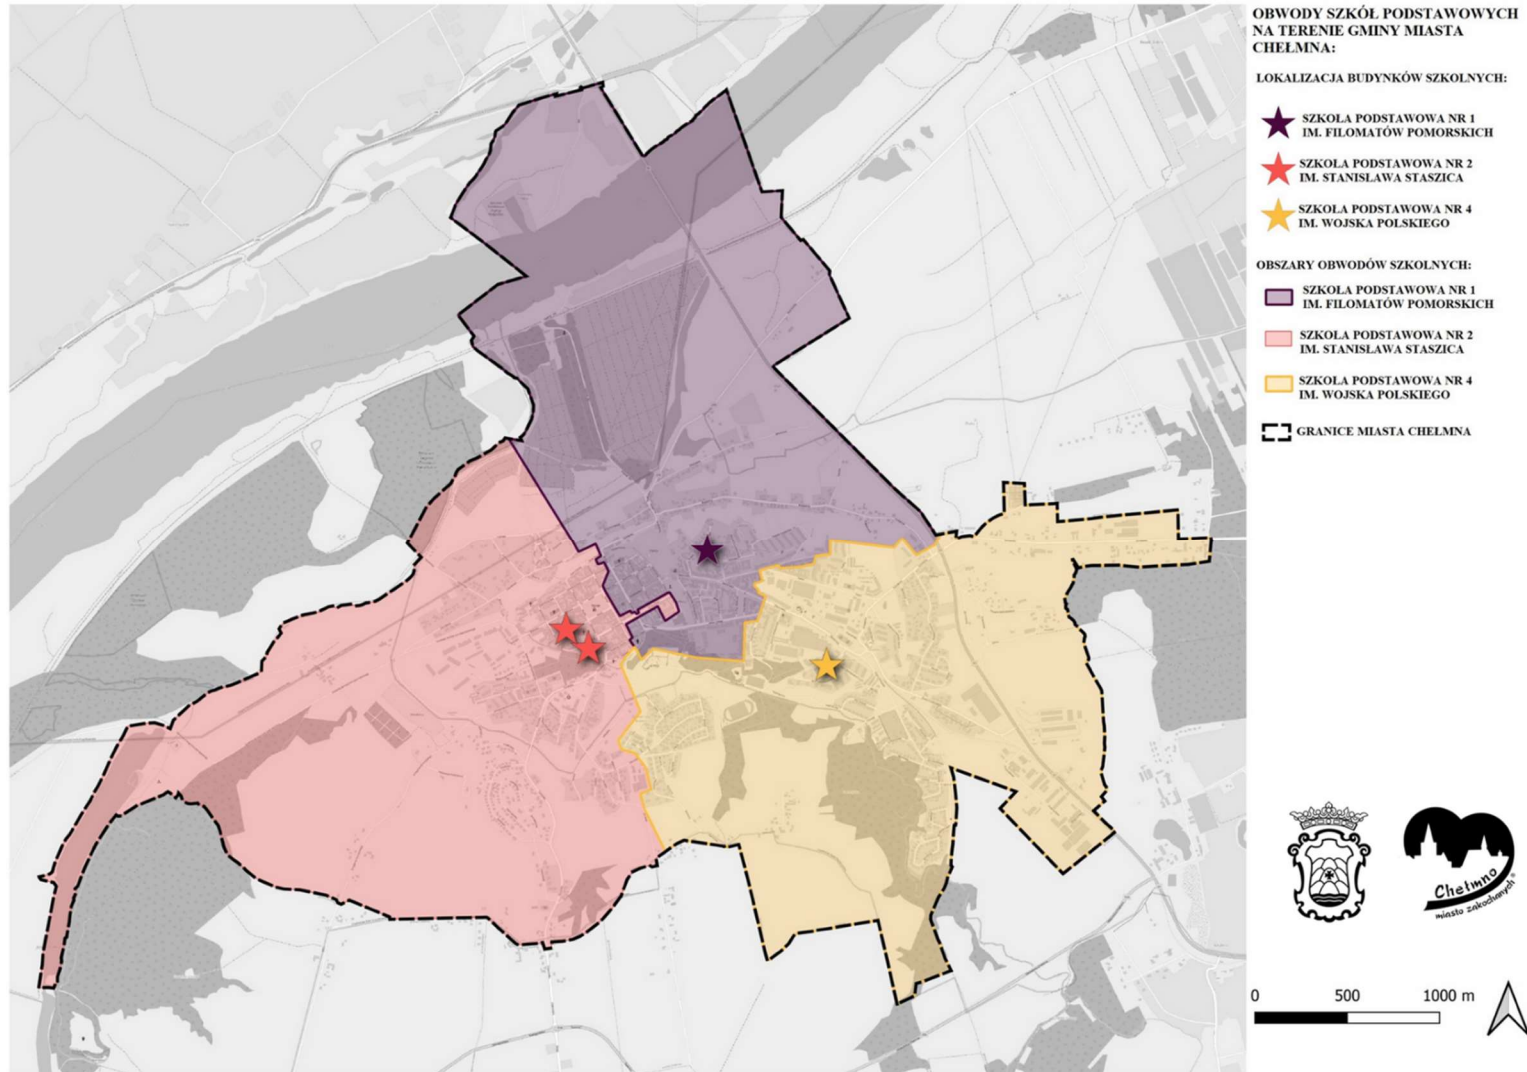 OBWODY SZKÓŁ PODSTAWOWYCH
NA TERENIE GMINY MIASTA
CHEŁMNA:
LOKALIZACJA BUDYNKÓW SZKOLNYCH:
SZKOŁA PODSTAWOWA NR 1
IM. FILOMATÓW POMORSKICH
SZKOŁA PODSTAWOWA NR 2
IM. STANISŁAWA STASZICA
SZKOŁA PODSTAWOWA NR 4
IM. WOJSKA POLSKIEGO
OBSZARY OBWODÓW SZKOLNYCH:
SZKOŁA PODSTAWOWA NR 1
IM. FILOMATÓW POMORSKICH
SZKOŁA PODSTAWOWA NR 2
IM. STANISŁAWA STASZICA
SZKOŁA PODSTAWOWA NR 4
IM. WOJSKA POLSKIEGO
GRANICE MIASTA CHEŁMNA
Chełmno
miasto zakochanych®
0 500 1000 m